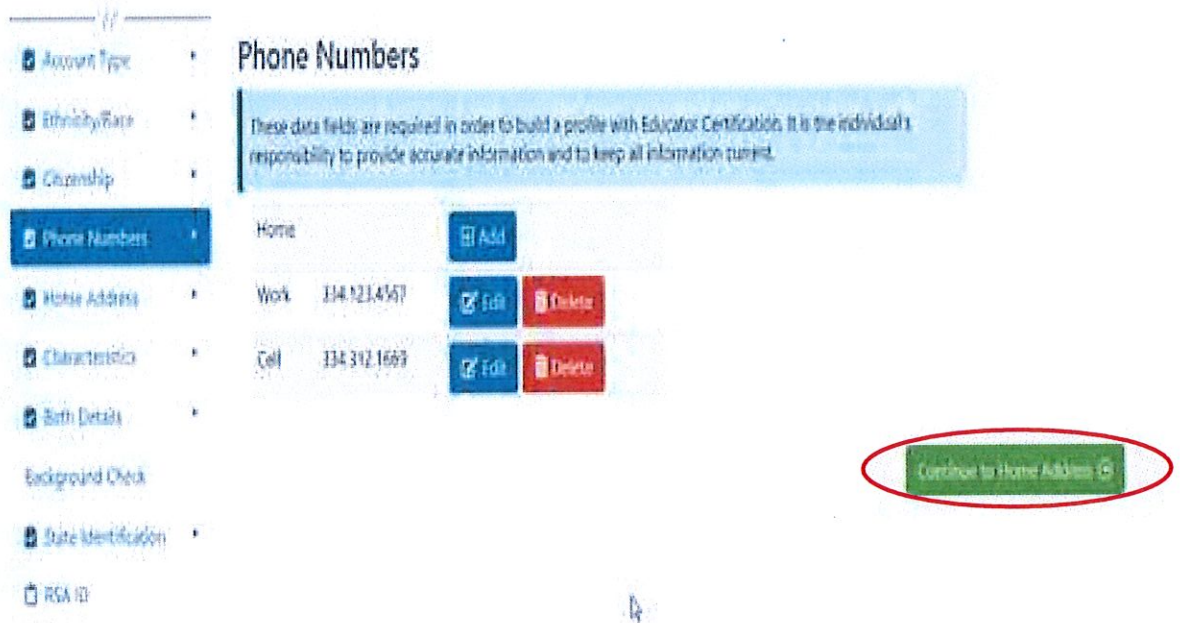 Account Type
Ethnicity/Race
Citizenship
Phone Numbers
Home Address
Characteristics
Birth Details
Background Check
State Identification
RSA ID
Phone Numbers
These data fields are required in order to build a profile with Educator Certification. It is the individual's
responsibility to provide accurate information and to keep all information current.
Home Add
Work 334.123.4567 Edit Delete
Cell Edit Delete
Continue to Home Address